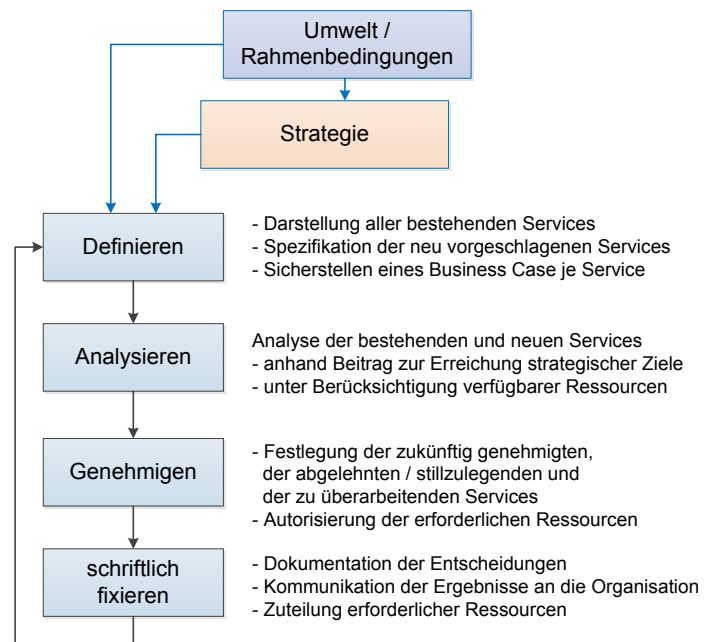 Umwelt /
Rahmenbedingungen
Strategie
Definieren
- Darstellung aller bestehenden Services
- Spezifikation der neu vorgeschlagenen Services
- Sicherstellen eines Business Case je Service
Analysieren
Analyse der bestehenden und neuen Services
- anhand Beitrag zur Erreichung strategischer Ziele
- unter Berücksichtigung verfügbarer Ressourcen
Genehmigen
- Festlegung der zukünftig genehmigten,
der abgelehnten / stillzulegenden und
der zu überarbeitenden Services
- Autorisierung der erforderlichen Ressourcen
schriftlich
fixieren
- Dokumentation der Entscheidungen
- Kommunikation der Ergebnisse an die Organisation
- Zuteilung erforderlicher Ressourcen